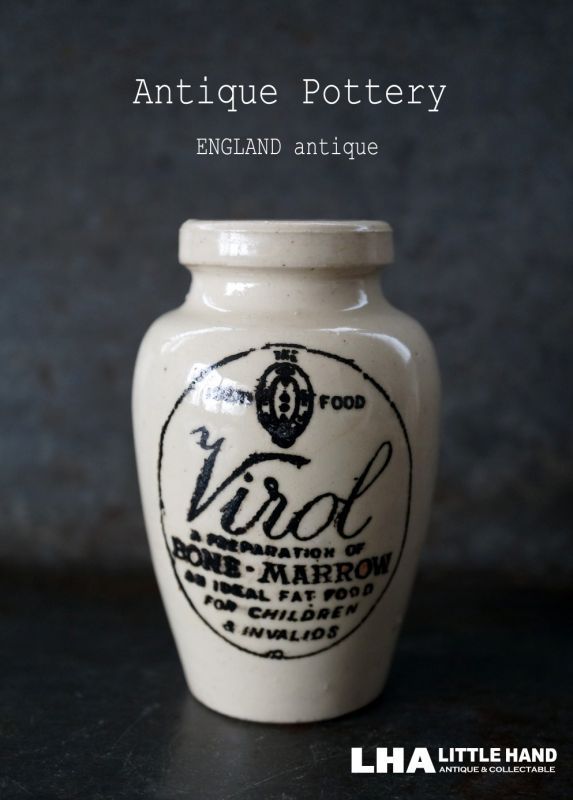 Antique Pottery
ENGLAND antique
THE
FOOD
Virol
A PREPARATION OF
BONE-MARROW
AN IDEAL FAT FOOD
FOR CHILDREN
& INVALIDS
LHA LITTLE HAND
ANTIQUE & COLLECTABLE